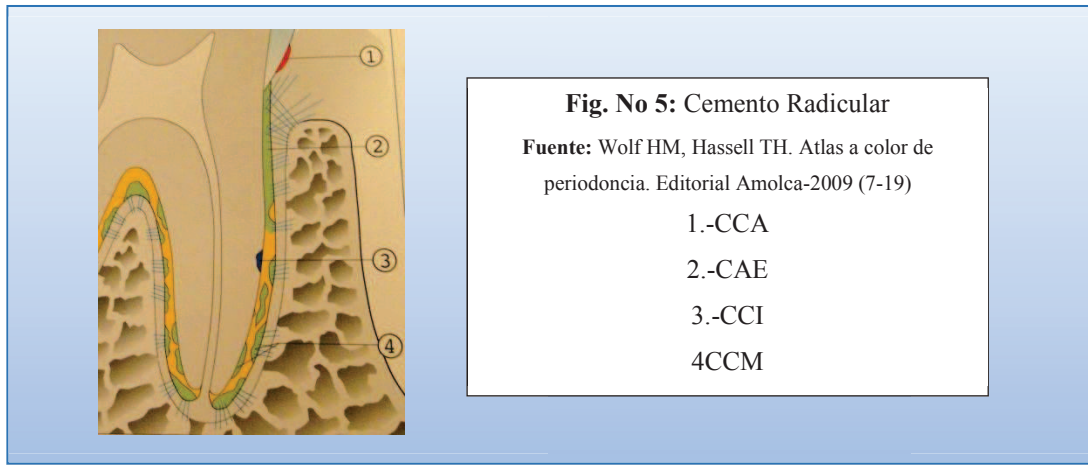 ①
②
③
④
Fig. No 5: Cemento Radicular
Fuente: Wolf HM, Hassell TH. Atlas a color de
periodoncia. Editorial Amolca-2009 (7-19)
1.-CCA
2.-CAE
3.-CCI
4CCM